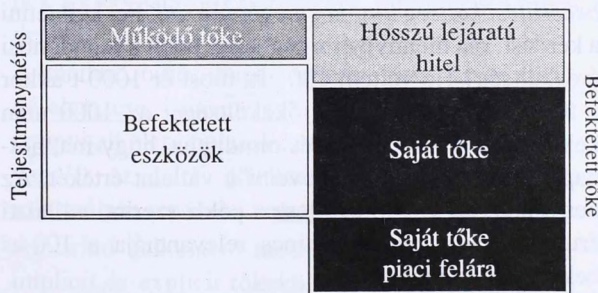 Teljesítménymérés
Működő tőke
Befektetett
eszközök
Hosszú lejáratú
hitel
Saját tőke
Saját tőke
piaci felára
Befektetett tőke